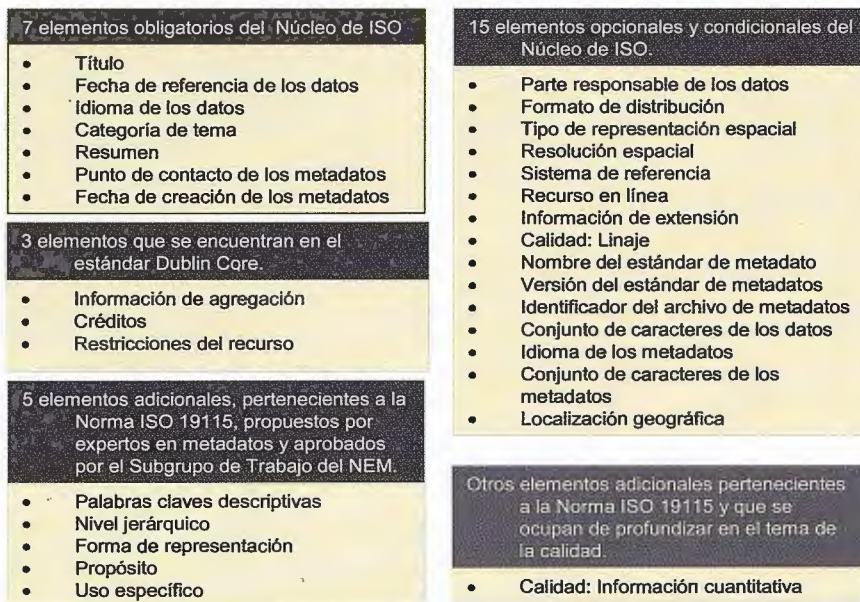 7 elementos obligatorios del Núcleo de ISO
• Título
• Fecha de referencia de los datos
• Idioma de los datos
• Categoría de tema
• Resumen
• Punto de contacto de los metadatos
• Fecha de creación de los metadatos
3 elementos que se encuentran en el
estándar Dublin Core.
• Información de agregación
• Créditos
• Restricciones del recurso
5 elementos adicionales, pertenecientes a la
Norma ISO 19115, propuestos por
expertos en metadatos y aprobados
por el Subgrupo de Trabajo del NEM.
• Palabras claves descriptivas
• Nivel jerárquico
• Forma de representación
• Propósito
• Uso específico
15 elementos opcionales y condicionales del
Núcleo de ISO.
• Parte responsable de los datos
• Formato de distribución
• Tipo de representación espacial
• Resolución espacial
• Sistema de referencia
• Recurso en línea
• Información de extensión
• Calidad: Linaje
• Nombre del estándar de metadato
• Versión del estándar de metadatos
• Identificador del archivo de metadatos
• Conjunto de caracteres de los datos
• Idioma de los metadatos
• Conjunto de caracteres de los
metadatos
• Localización geográfica
Otros elementos adicionales pertenecientes
a la Norma ISO 19115 y que se
ocupan de profundizar en el tema de
la calidad.
• Calidad: Información cuantitativa